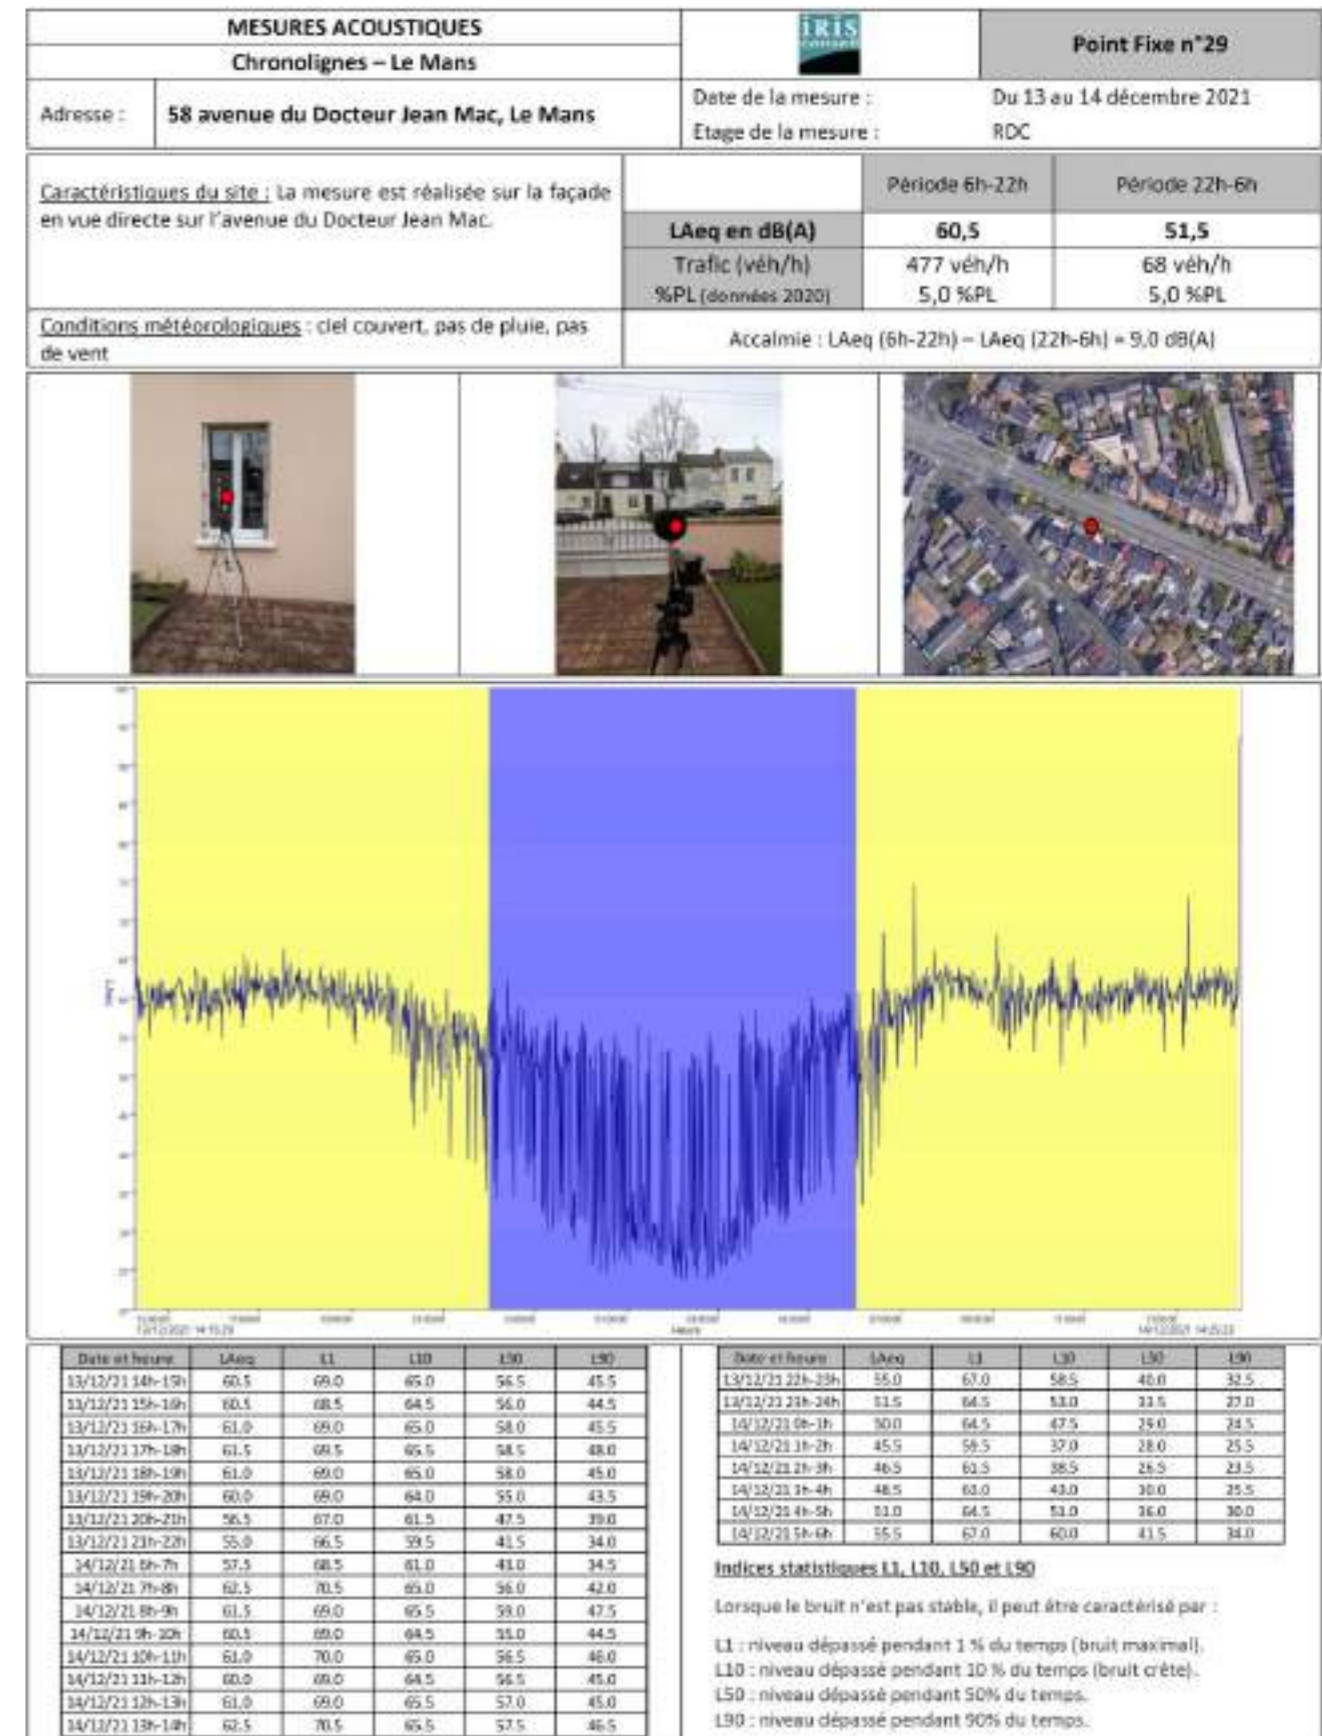 MESURES ACOUSTIQUES
Chronolignes – Le Mans
iRIS
conseil
Point Fixe n°29
Adresse :
58 avenue du Docteur Jean Mac, Le Mans
Date de la mesure : Du 13 au 14 décembre 2021
Etage de la mesure : RDC
Caractéristiques du site : La mesure est réalisée sur la façade
en vue directe sur l'avenue du Docteur Jean Mac.
Période 6h-22h Période 22h-6h
LAeq en dB(A) 60,5 51,5
Trafic (véh/h) 477 véh/h 68 véh/h
%PL (données 2020) 5,0 %PL 5,0 %PL
Conditions météorologiques : ciel couvert, pas de pluie, pas
de vent
Accalmie : LAeq (6h-22h) – LAeq (22h-6h) = 9,0 dB(A)
Heures
Date et heure LAeq L1 L10 L50 L90
13/12/21 14h-15h 60.5 69.0 65.0 56.5 45.5
13/12/21 15h-16h 60.5 68.5 64.5 56.0 44.5
13/12/21 16h-17h 61.0 69.0 65.0 58.0 45.5
13/12/21 17h-18h 61.5 69.5 65.5 58.5 48.0
13/12/21 18h-19h 61.0 69.0 65.0 58.0 45.0
13/12/21 19h-20h 60.0 69.0 64.0 55.0 43.5
13/12/21 20h-21h 56.5 67.0 61.5 47.5 39.0
13/12/21 21h-22h 55.0 66.5 59.5 41.5 34.0
14/12/21 6h-7h 57.5 68.5 61.0 43.0 34.5
14/12/21 7h-8h 62.5 70.5 65.0 56.0 42.0
14/12/21 8h-9h 61.5 69.0 65.5 59.0 47.5
14/12/21 9h-10h 60.5 69.0 64.5 55.0 44.5
14/12/21 10h-11h 61.0 70.0 65.0 56.5 46.0
14/12/21 11h-12h 60.0 69.0 64.5 56.5 45.0
14/12/21 12h-13h 61.0 69.0 65.5 57.0 45.0
14/12/21 13h-14h 62.5 70.5 65.5 57.5 46.5
Date et heure LAeq L1 L10 L50 L90
13/12/21 22h-23h 55.0 67.0 58.5 40.0 32.5
13/12/21 23h-24h 51.5 64.5 53.0 33.5 27.0
14/12/21 0h-1h 50.0 64.5 47.5 29.0 24.5
14/12/21 1h-2h 45.5 59.5 37.0 28.0 25.5
14/12/21 2h-3h 46.5 61.5 38.5 26.5 23.5
14/12/21 3h-4h 48.5 63.0 43.0 30.0 25.5
14/12/21 4h-5h 51.0 64.5 51.0 36.0 30.0
14/12/21 5h-6h 55.5 67.0 60.0 41.5 34.0
Indices statistiques L1, L10, L50 et L90
Lorsque le bruit n'est pas stable, il peut être caractérisé par :
L1 : niveau dépassé pendant 1 % du temps (bruit maximal).
L10 : niveau dépassé pendant 10 % du temps (bruit crête).
L50 : niveau dépassé pendant 50% du temps.
L90 : niveau dépassé pendant 90% du temps.